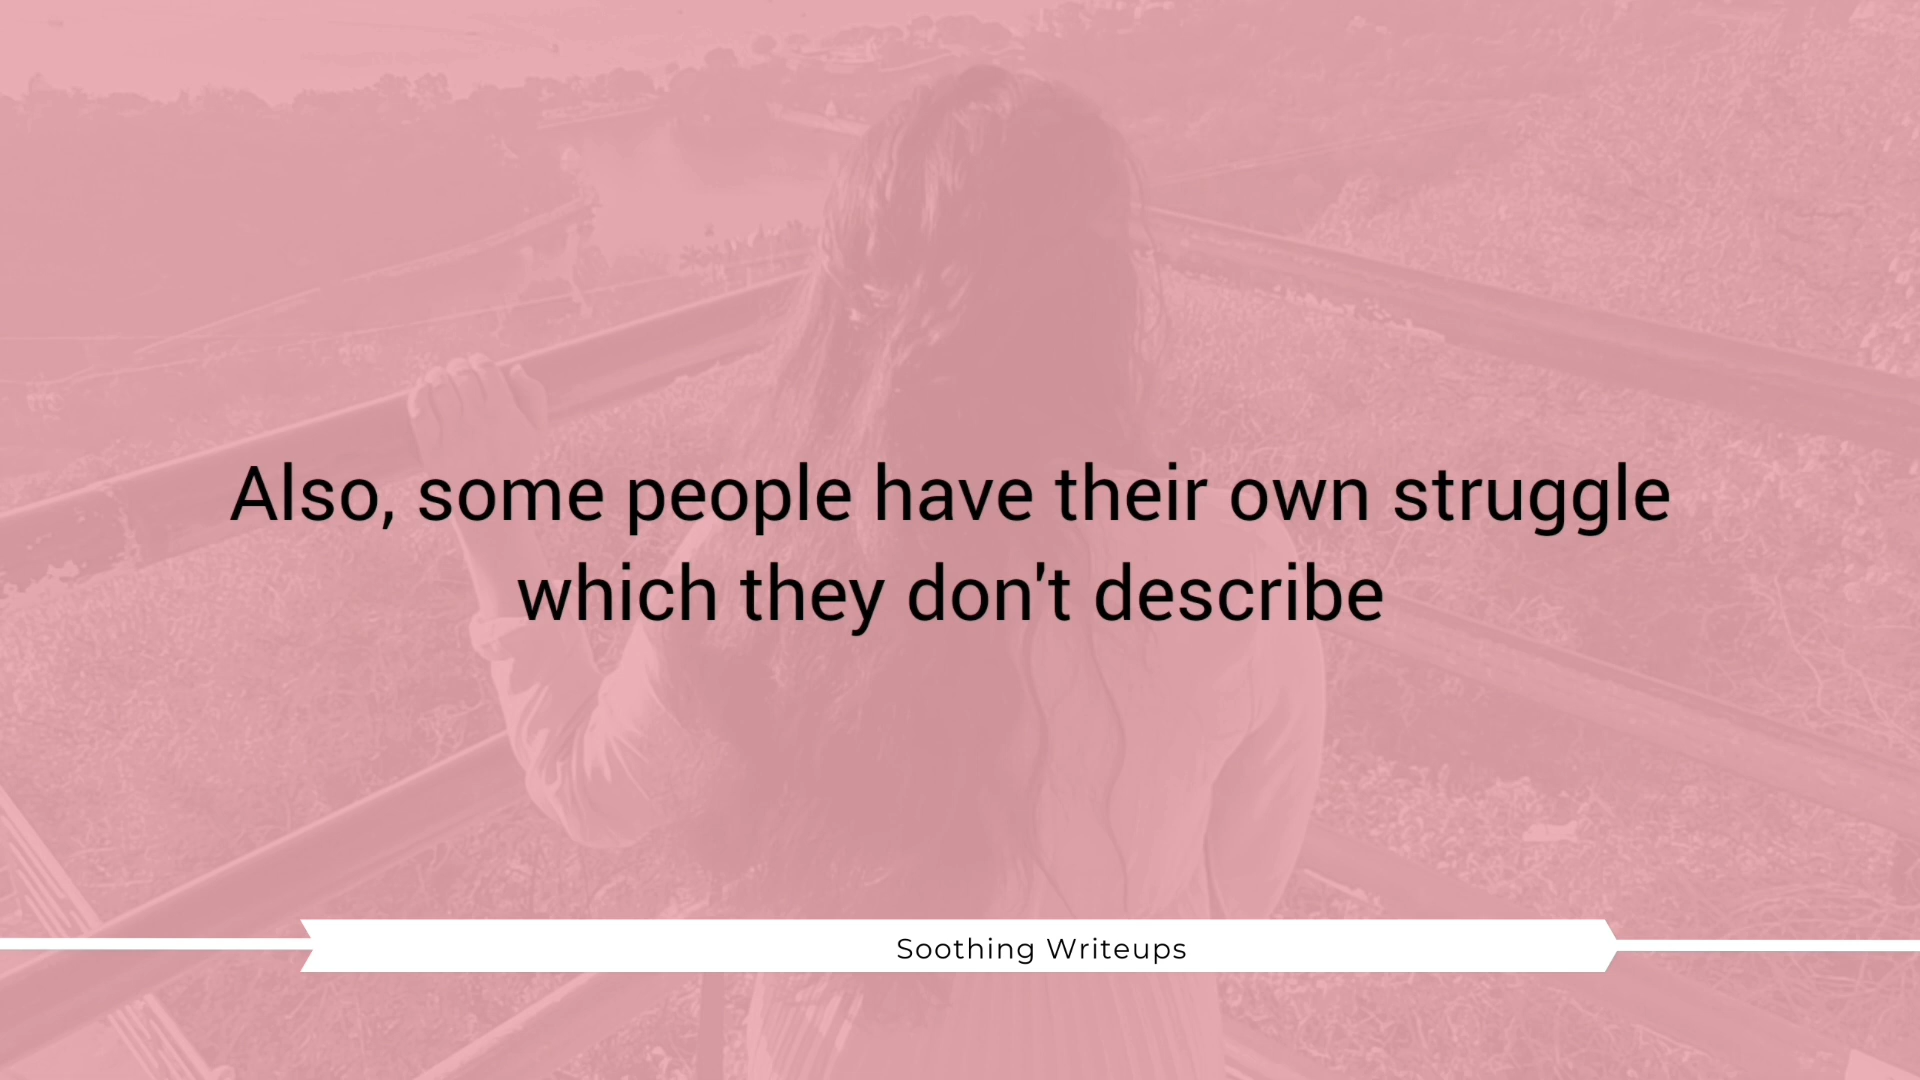 Also, some people have their own struggle
which they don't describe
Soothing Writeups